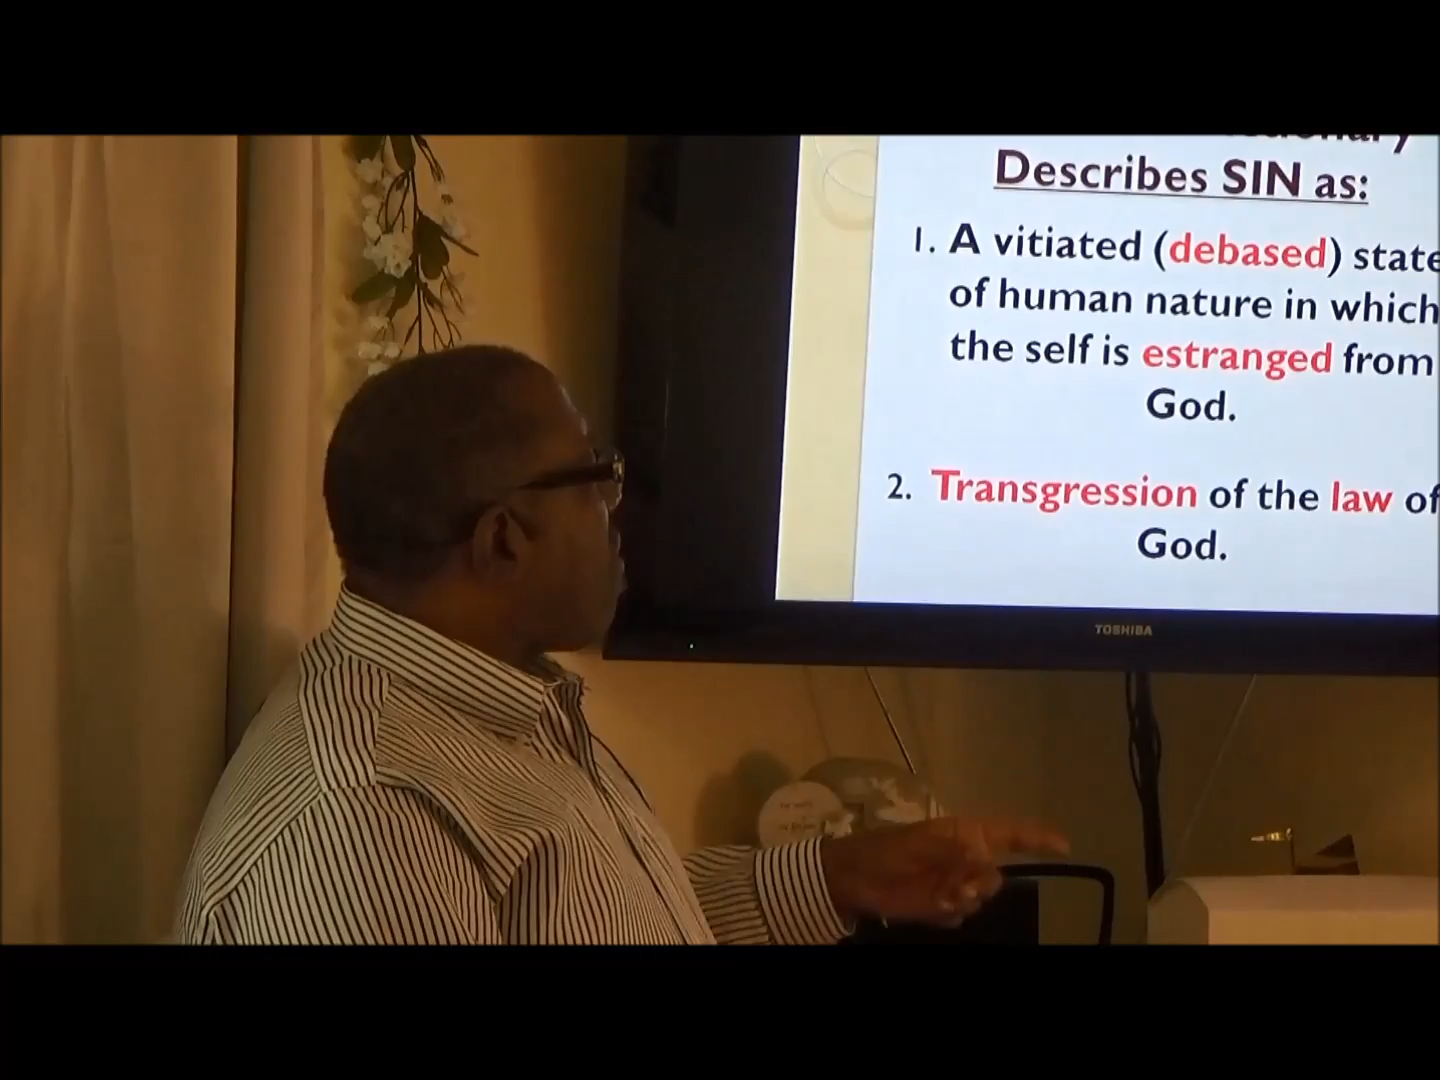 Describes SIN as:
1. A vitiated (debased) state
of human nature in which
the self is estranged from
God.
2. Transgression of the law of
God.
TOSHIBA